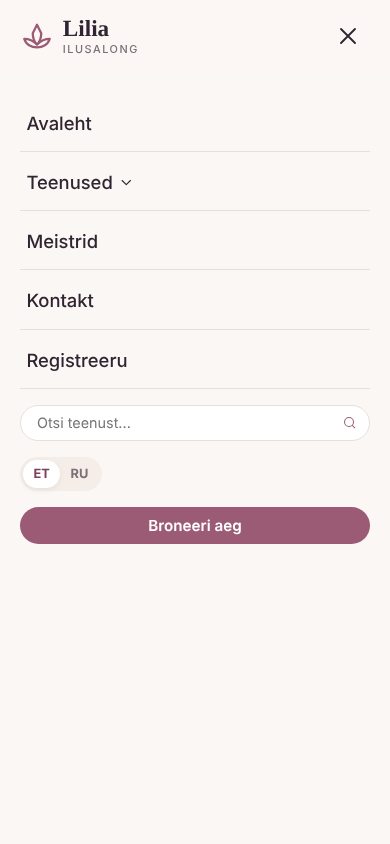 Lilia
ILUSALONG
Avaleht
Teenused
Meistrid
Kontakt
Registreeru
Otsi teenust...
ET RU
Broneeri aeg